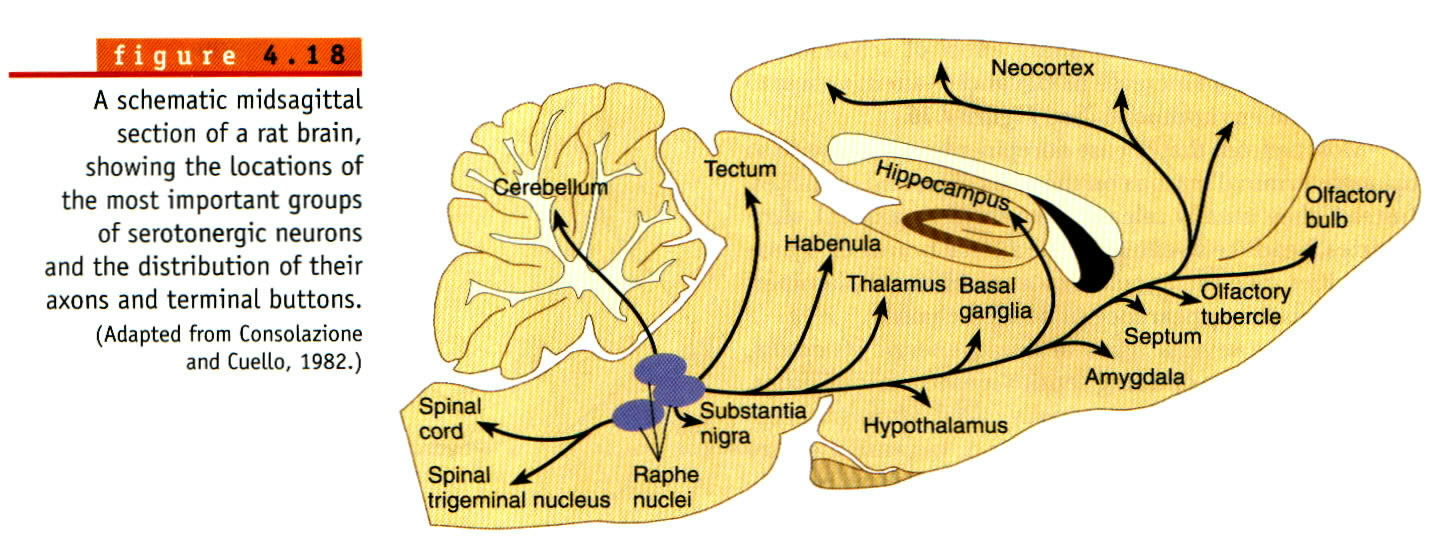 figure 4.18
A schematic midsagittal
section of a rat brain,
showing the locations of
the most important groups
of serotonergic neurons
and the distribution of their
axons and terminal buttons.
(Adapted from Consolazione
and Cuello, 1982.)
Neocortex
Cerebellum
Tectum
Hippocampus
Olfactory
bulb
Habenula
Thalamus
Basal
ganglia
Olfactory
tubercle
Septum
Amygdala
Spinal
cord
Substantia
nigra
Hypothalamus
Spinal
trigeminal nucleus
Raphe
nuclei